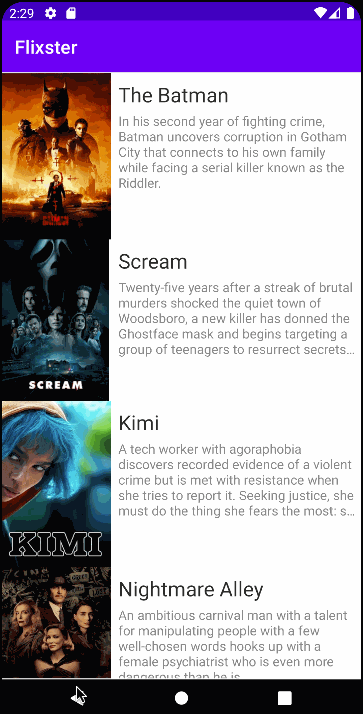 2:29
Flixster
The Batman
In his second year of fighting crime,
Batman uncovers corruption in Gotham
City that connects to his own family
while facing a serial killer known as the
Riddler.
Scream
Twenty-five years after a streak of brutal
murders shocked the quiet town of
Woodsboro, a new killer has donned the
Ghostface mask and begins targeting a
group of teenagers to resurrect secrets...
SCREAM
Kimi
A tech worker with agoraphobia
discovers recorded evidence of a violent
crime but is met with resistance when
she tries to report it. Seeking justice, she
must do the thing she fears the most: s...
KIMI
Nightmare Alley
An ambitious carnival man with a talent
for manipulating people with a few
well-chosen words hooks up with a
female psychiatrist who is even more
dangerous than he is